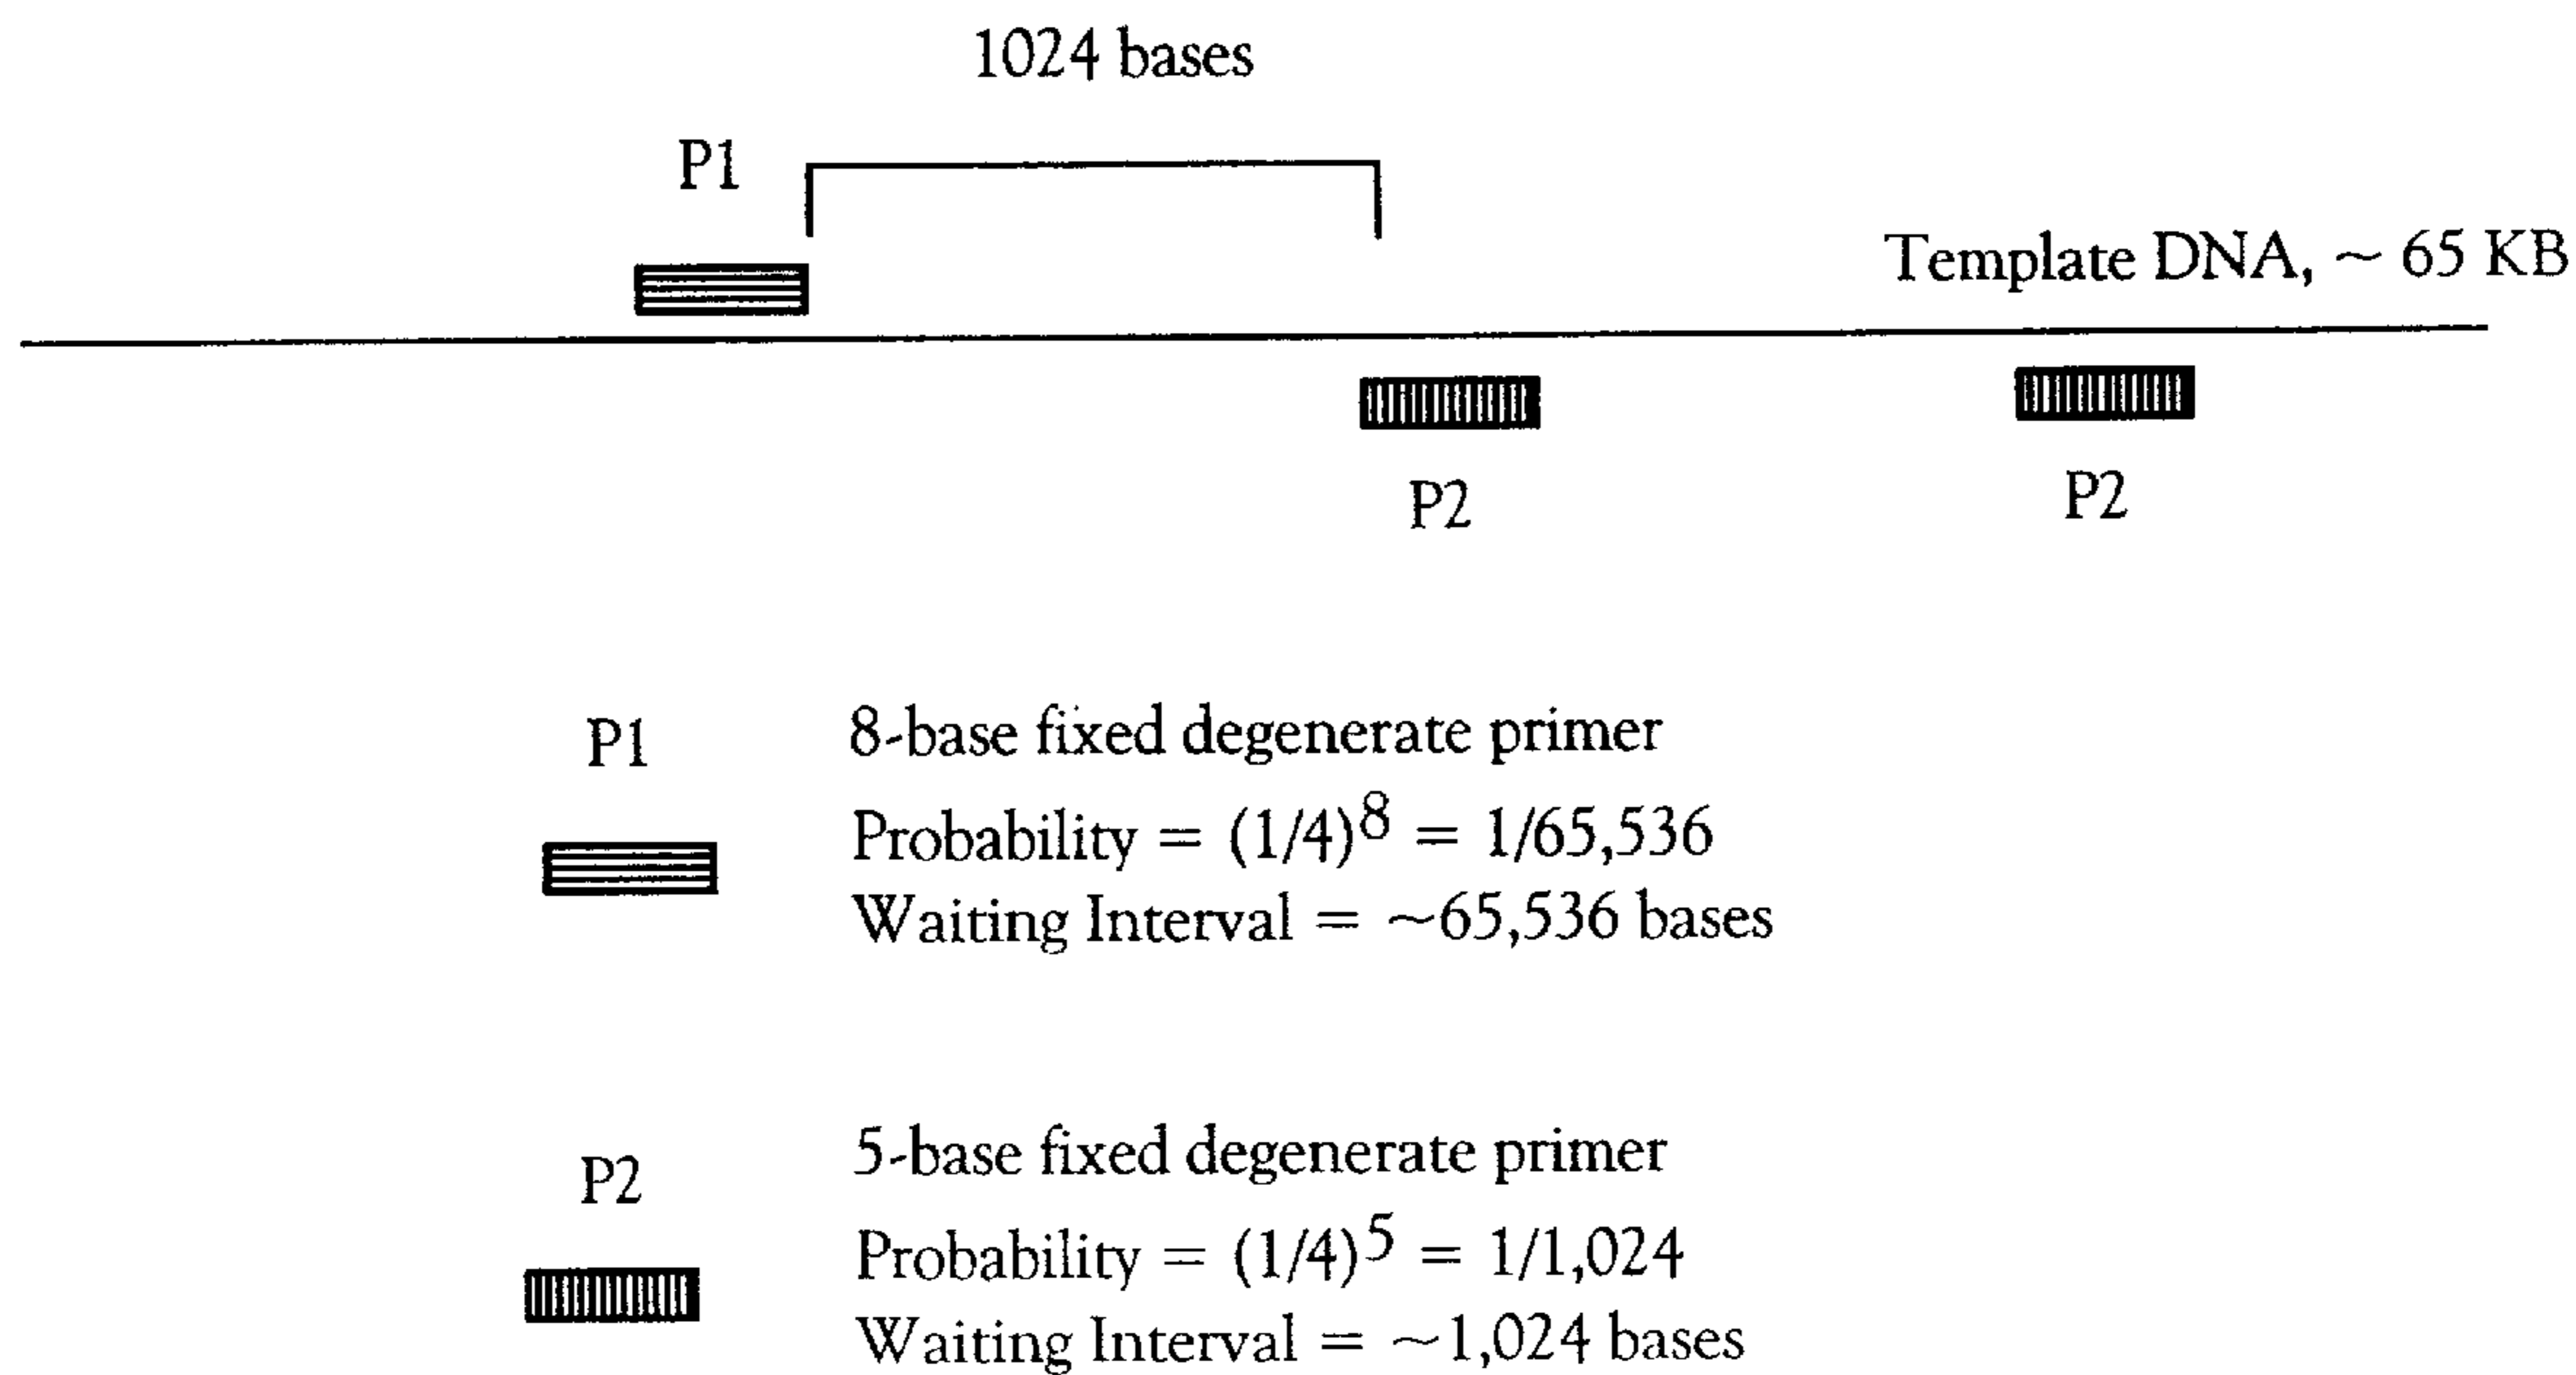 1024 bases
P1
Template DNA, ~ 65 KB
P2
P2
P1
8-base fixed degenerate primer
Probability = (1/4)^8 = 1/65,536
Waiting Interval = ~65,536 bases
P2
5-base fixed degenerate primer
Probability = (1/4)^5 = 1/1,024
Waiting Interval = ~1,024 bases